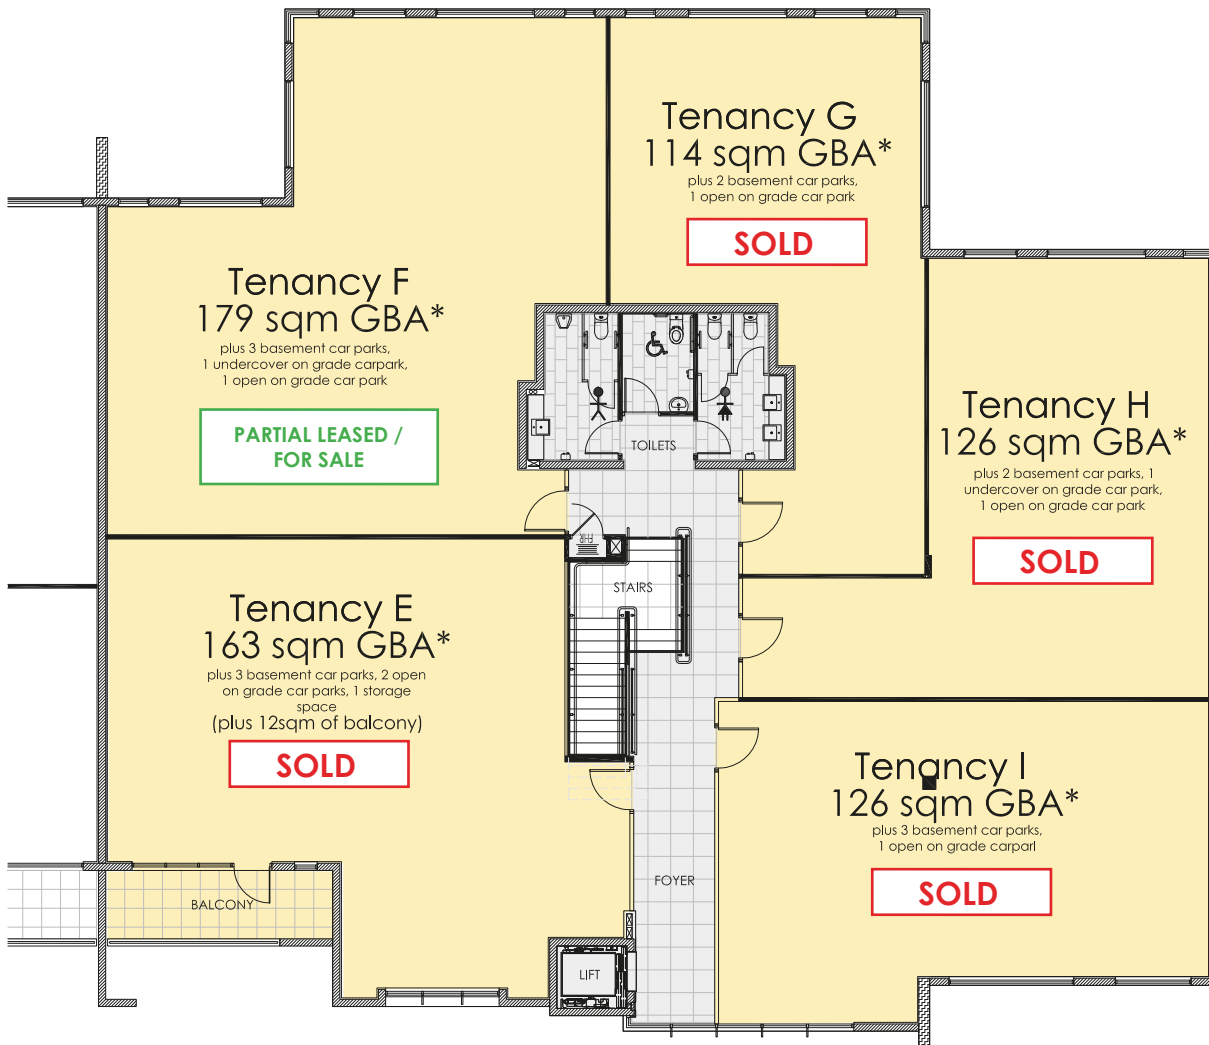 Tenancy G
114 sqm GBA*
plus 2 basement car parks,
1 open on grade car park
SOLD
Tenancy F
179 sqm GBA*
plus 3 basement car parks,
1 undercover on grade carpark,
1 open on grade car park
PARTIAL LEASED /
FOR SALE
Tenancy H
126 sqm GBA*
plus 2 basement car parks, 1
undercover on grade car park,
1 open on grade car park
SOLD
TOILETS
FHR
STAIRS
Tenancy E
163 sqm GBA*
plus 3 basement car parks, 2 open
on grade car parks, 1 storage
space
(plus 12sqm of balcony)
SOLD
Tenancy I
126 sqm GBA*
plus 3 basement car parks,
1 open on grade carparl
SOLD
FOYER
BALCONY
LIFT